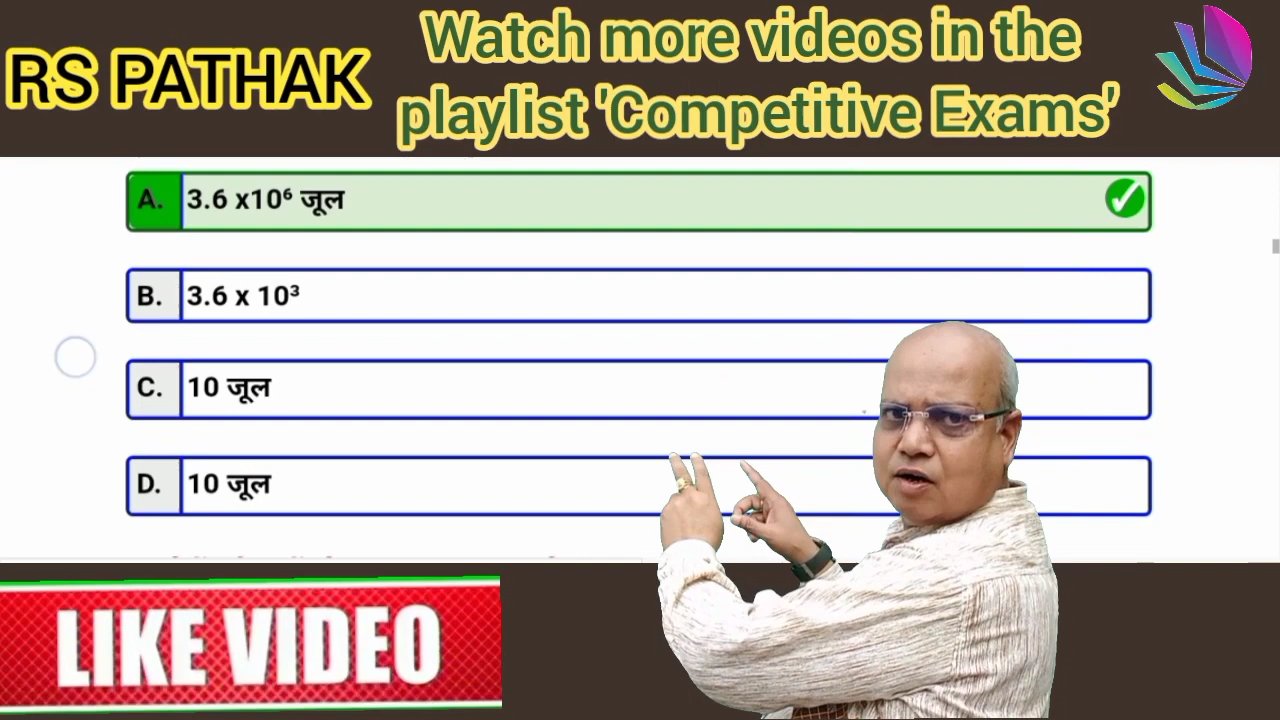 RS PATHAK
Watch more videos in the
playlist 'Competitive Exams'
A. 3.6 x10⁶ जूल
B. 3.6 x 10³
C. 10 जूल
D. 10 जूल
LIKE VIDEO